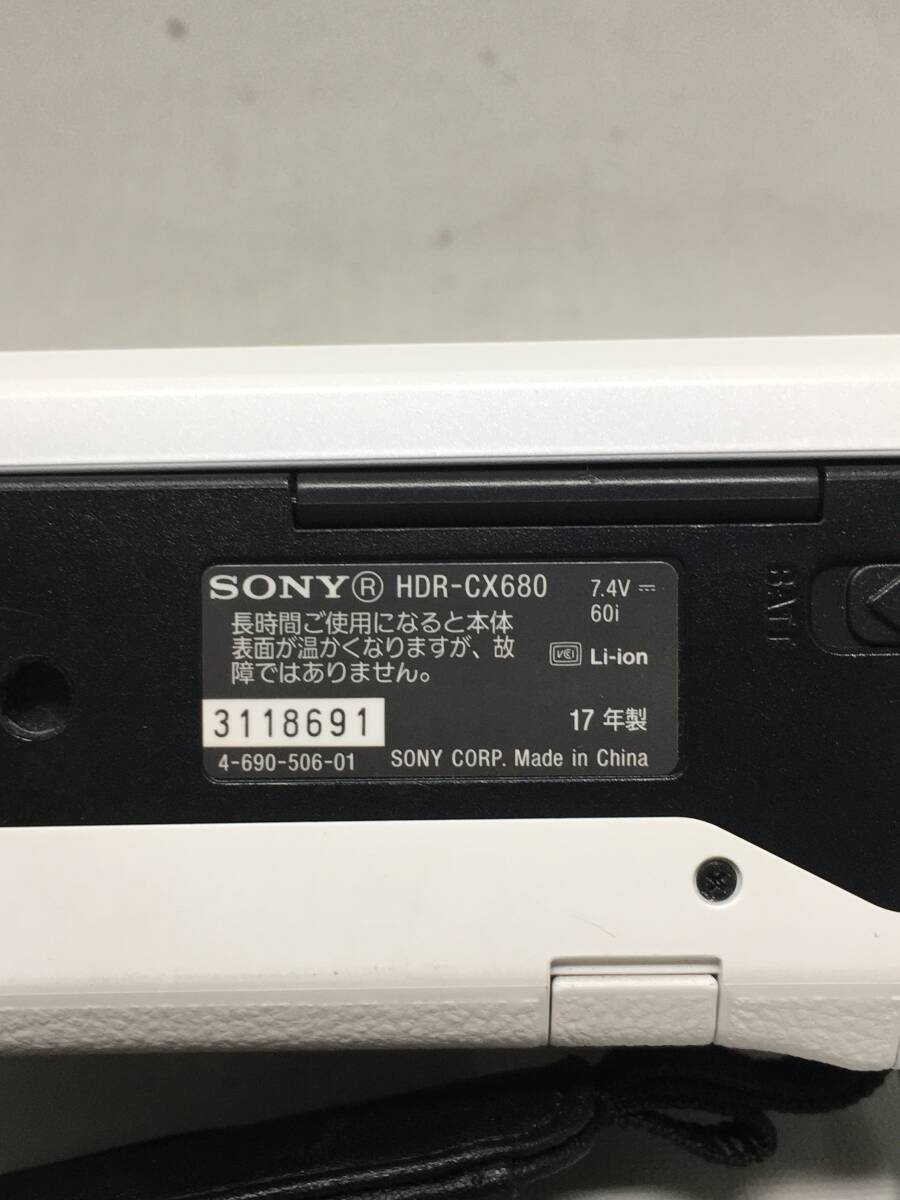 SONY® HDR-CX680 7.4V ⎓
60i
長時間ご使用になると本体
表面が温かくなりますが、故
障ではありません。
VCCI Li-ion
3118691 17 年製
4-690-506-01 SONY CORP. Made in China
BATT